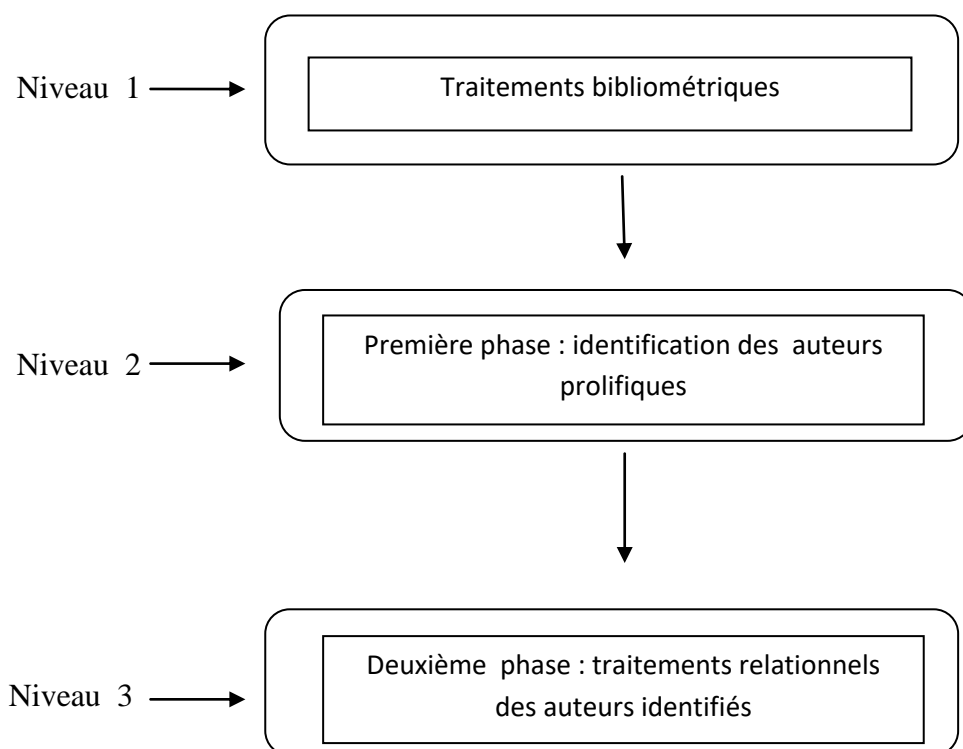 Niveau 1
Traitements bibliométriques
Niveau 2
Première phase : identification des auteurs
prolifiques
Niveau 3
Deuxième phase : traitements relationnels
des auteurs identifiés